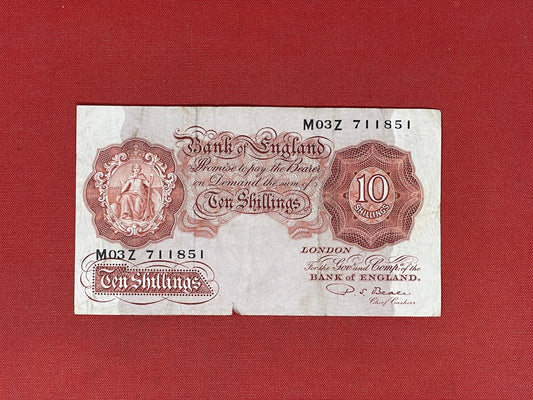 M03Z 711851
Bank of England
Promise to pay the Bearer
on Demand the sum of
Ten Shillings
10
SHILLINGS
M03Z 711851
Ten Shillings
LONDON
For the Gov.r and Comp.a of the
BANK OF ENGLAND.
P. S. Beale
Chief Cashier.